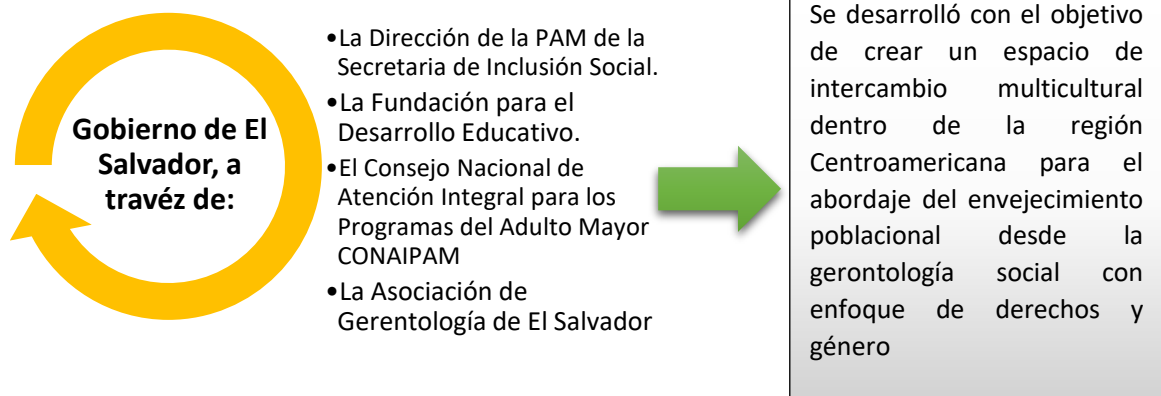 Gobierno de El
Salvador, a
travéz de:
•La Dirección de la PAM de la
Secretaria de Inclusión Social.
•La Fundación para el
Desarrollo Educativo.
•El Consejo Nacional de
Atención Integral para los
Programas del Adulto Mayor
CONAIPAM
•La Asociación de
Gerentología de El Salvador
Se desarrolló con el objetivo
de crear un espacio de
intercambio multicultural
dentro de la región
Centroamericana para el
abordaje del envejecimiento
poblacional desde la
gerontología social con
enfoque de derechos y
género